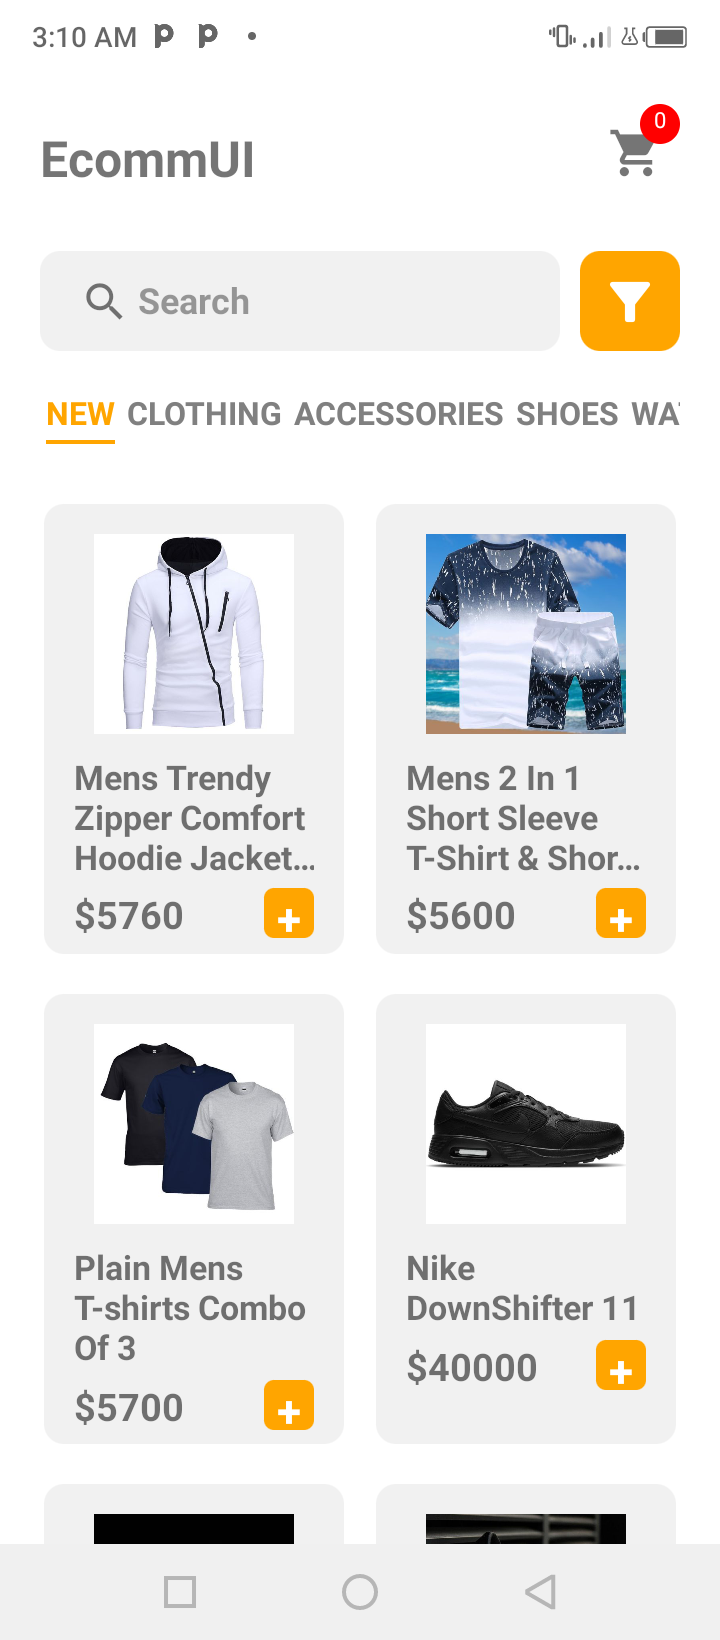 3:10 AM
0
EcommUI
Search
NEW CLOTHING ACCESSORIES SHOES WAT
Mens Trendy
Zipper Comfort
Hoodie Jacket...
$5760
+
Mens 2 In 1
Short Sleeve
T-Shirt & Shor...
$5600
+
Plain Mens
T-shirts Combo
Of 3
$5700
+
Nike
DownShifter 11
$40000
+